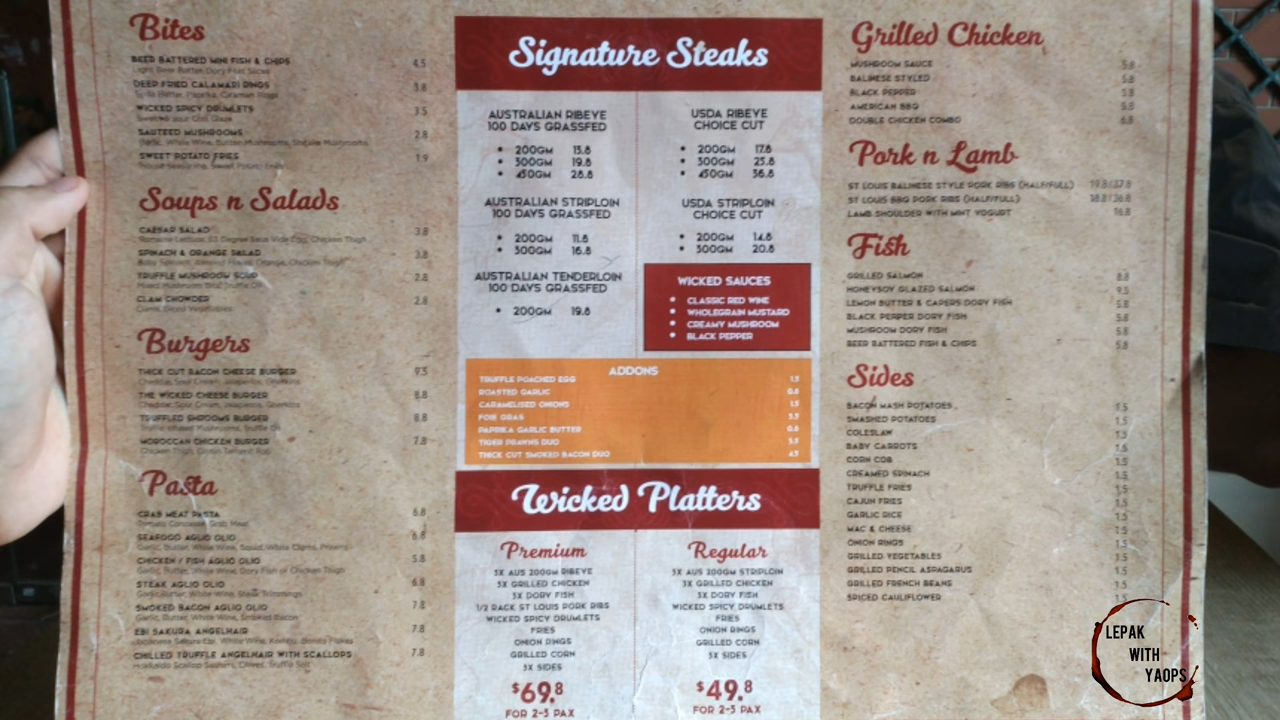 Bites
BEER BATTERED MINI FISH & CHIPS 4.5
Light Beer Batter, Dory Fish Slices
DEEP FRIED CALAMARI RINGS 3.8
Tempura Batter, Paprika, Calamari Rings
WICKED SPICY DRUMLETS 3.5
Sweet n Sour Chili Glaze
SAUTEED MUSHROOMS 2.8
Garlic, White Wine, Button Mushrooms, Shiitake Mushrooms
SWEET POTATO FRIES 1.9
Sweet Potato Fries
Soups n Salads
CAESAR SALAD 3.8
Romaine Lettuce, 63 Degree Sous Vide Egg, Chicken Thigh
SPINACH & ORANGE SALAD 3.8
Baby Spinach, Almond Flakes, Orange, Chicken Thigh
TRUFFLE MUSHROOM SOUP 2.8
Mixed Mushroom, Truffle Oil
CLAM CHOWDER 2.8
Clams, Diced Vegetables
Burgers
THICK CUT BACON CHEESE BURGER 9.5
Cheddar, Sour Cream, Jalapenos, Gherkins
THE WICKED CHEESE BURGER 8.8
Cheddar, Sour Cream, Jalapenos, Gherkins
TRUFFLED SHROOMS BURGER 8.8
Truffle Infused Mushrooms, Truffle Oil
MOROCCAN CHICKEN BURGER 7.8
Chicken Thigh, Rub
Pasta
CRAB MEAT PASTA 6.8
Tomato Concasse, Crab Meat
SEAFOOD AGLIO OLIO 6.8
Garlic, Butter, White Wine, Squid, White Clams, Prawns
CHICKEN / FISH AGLIO OLIO 5.8
Garlic, Butter, White Wine, Dory Fish or Chicken Thigh
STEAK AGLIO OLIO 6.8
Garlic, Butter, White Wine, Steak Trimmings
SMOKED BACON AGLIO OLIO 7.8
Garlic, Butter, White Wine, Smoked Bacon
EBI SAKURA ANGELHAIR 7.8
Sakura Ebi, White Wine, Kombu, Bonito Flakes
CHILLED TRUFFLE ANGELHAIR WITH SCALLOPS 7.8
Hokkaido Scallop Sashimi, Chives, Truffle Salt
Signature Steaks
AUSTRALIAN RIBEYE
100 DAYS GRASSFED
• 200GM 13.8
• 300GM 19.8
• 450GM 28.8
AUSTRALIAN STRIPLOIN
100 DAYS GRASSFED
• 200GM 11.8
• 300GM 16.8
AUSTRALIAN TENDERLOIN
100 DAYS GRASSFED
• 200GM 19.8
USDA RIBEYE
CHOICE CUT
• 200GM 17.8
• 300GM 25.8
• 450GM 36.8
USDA STRIPLOIN
CHOICE CUT
• 200GM 14.8
• 300GM 20.8
WICKED SAUCES
• CLASSIC RED WINE
• WHOLEGRAIN MUSTARD
• CREAMY MUSHROOM
• BLACK PEPPER
ADDONS
TRUFFLE POACHED EGG 1.5
ROASTED GARLIC 0.8
CARAMELISED ONIONS 1.5
FOIE GRAS 5.5
PAPRIKA GARLIC BUTTER 0.8
TIGER PRAWNS DUO 5.5
THICK CUT SMOKED BACON DUO 4.5
Wicked Platters
Premium
3X AUS 200GM RIBEYE
3X GRILLED CHICKEN
3X DORY FISH
1/2 RACK ST LOUIS PORK RIBS
WICKED SPICY DRUMLETS
FRIES
ONION RINGS
GRILLED CORN
3X SIDES
$69.8
FOR 2-3 PAX
Regular
3X AUS 200GM STRIPLOIN
3X GRILLED CHICKEN
3X DORY FISH
WICKED SPICY DRUMLETS
FRIES
ONION RINGS
GRILLED CORN
3X SIDES
$49.8
FOR 2-3 PAX
Grilled Chicken
MUSHROOM SAUCE 5.8
BALINESE STYLED 5.8
BLACK PEPPER 5.8
AMERICAN BBQ 5.8
DOUBLE CHICKEN COMBO 6.8
Pork n Lamb
ST LOUIS BALINESE STYLE PORK RIBS (HALF/FULL) 19.8/37.8
ST LOUIS BBQ PORK RIBS (HALF/FULL) 18.8/36.8
LAMB SHOULDER WITH MINT YOGURT 16.8
Fish
GRILLED SALMON 8.8
HONEYSOY GLAZED SALMON 9.5
LEMON BUTTER & CAPERS DORY FISH 5.8
BLACK PEPPER DORY FISH 5.8
MUSHROOM DORY FISH 5.8
BEER BATTERED FISH & CHIPS 5.8
Sides
BACON MASH POTATOES 1.5
SMASHED POTATOES 1.5
COLESLAW 1.5
BABY CARROTS 1.5
CORN COB 1.5
CREAMED SPINACH 1.5
TRUFFLE FRIES 1.5
CAJUN FRIES 1.5
GARLIC RICE 1.5
MAC & CHEESE 1.5
ONION RINGS 1.5
GRILLED VEGETABLES 1.5
GRILLED PENCIL ASPAGARUS 1.5
GRILLED FRENCH BEANS 1.5
SPICED CAULIFLOWER 1.5
LEPAK
WITH
YAOPS